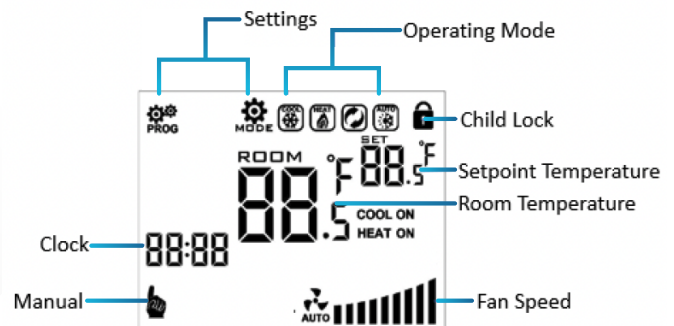 Settings
Operating Mode
PROG
MODE
COOL
HEAT
AUTO
Child Lock
SET
ROOM
°F
88.5
°F
Setpoint Temperature
88.5
Room Temperature
COOL ON
HEAT ON
Clock
88:88
Manual
AUTO
Fan Speed